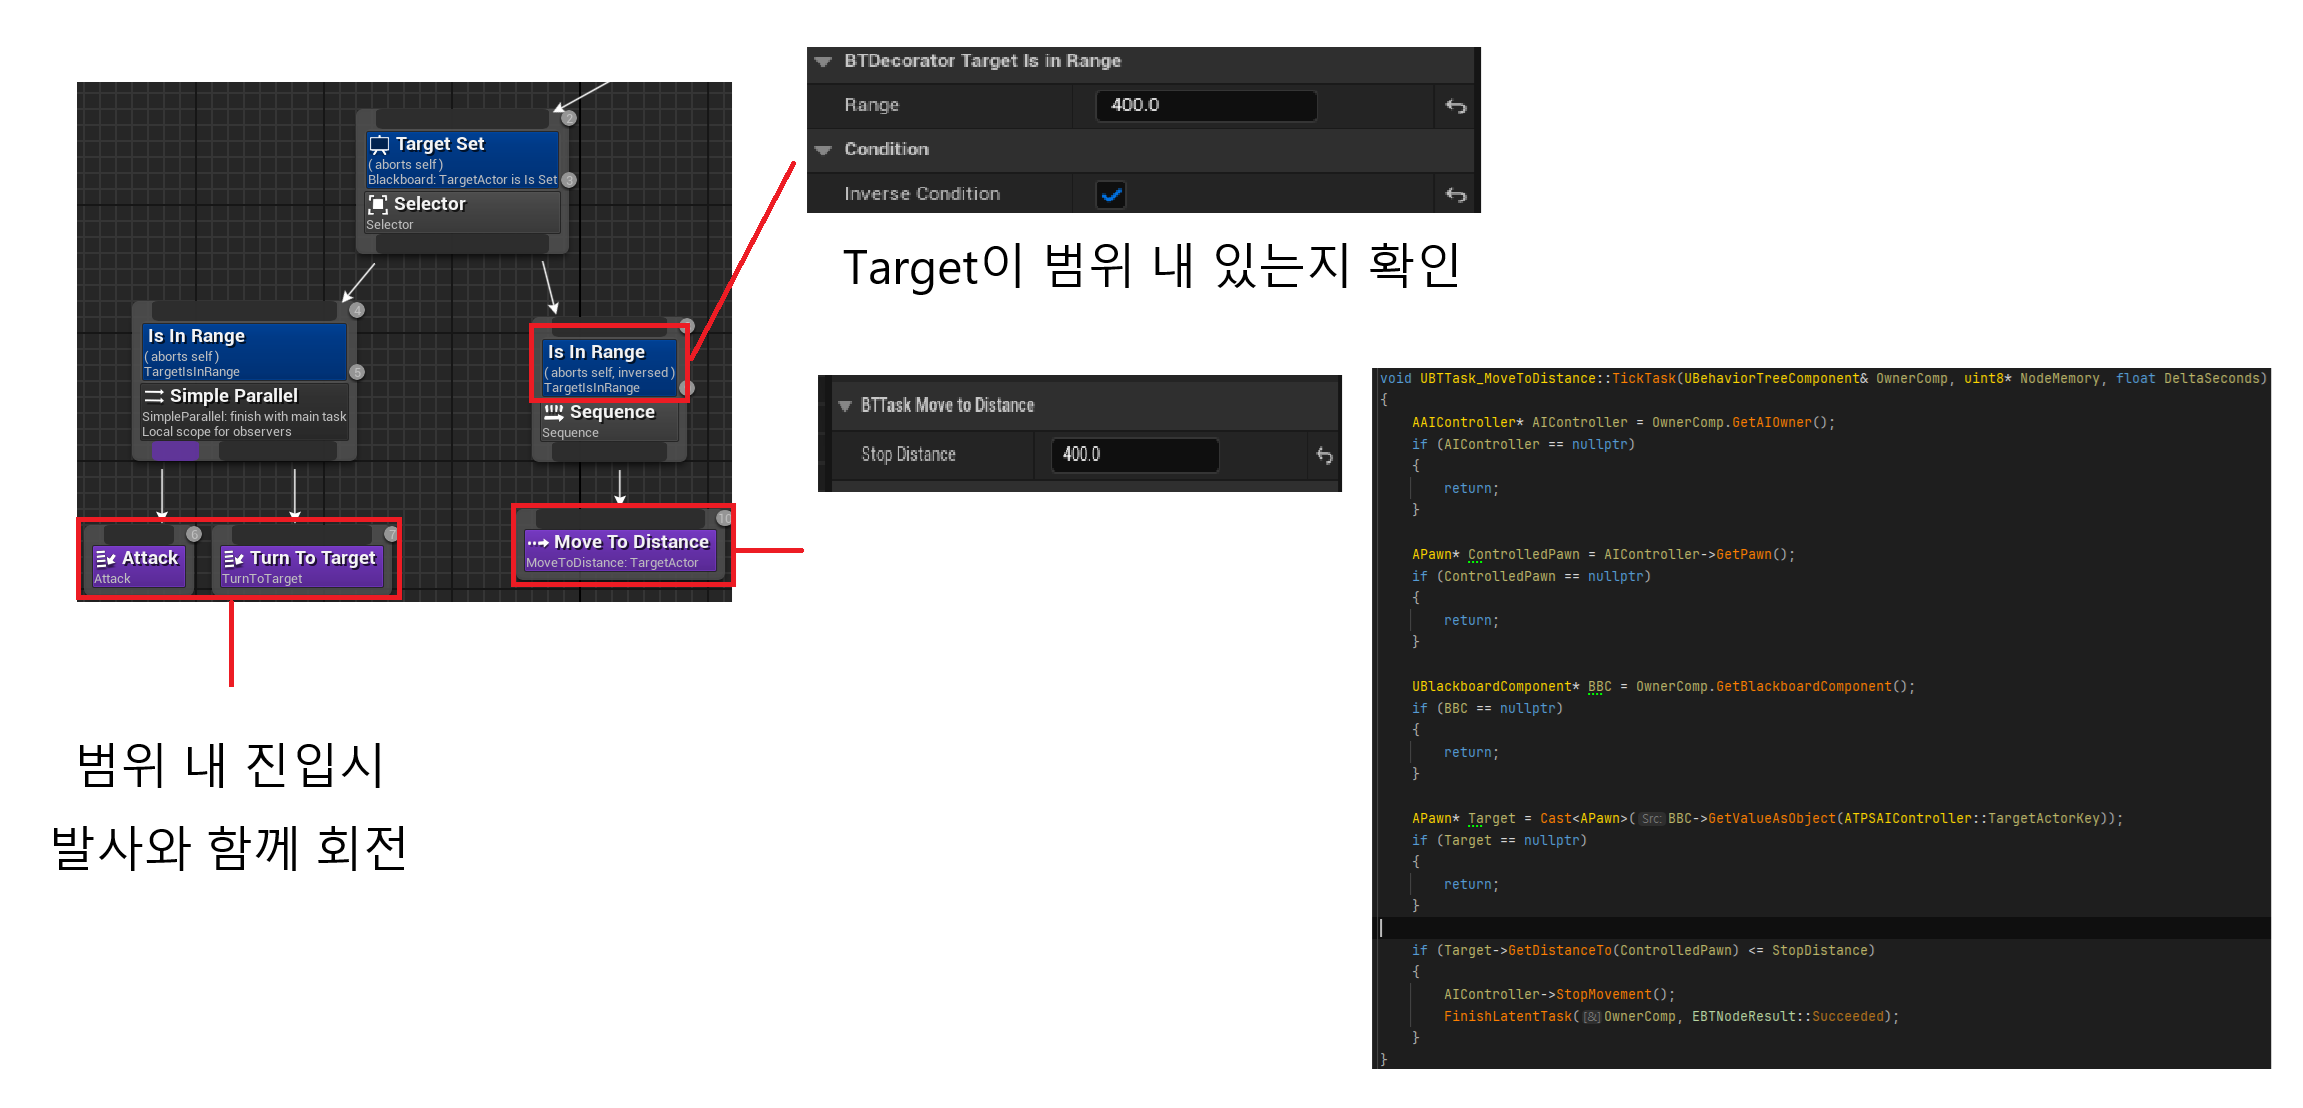 2
Target Set
( aborts self )
Blackboard: TargetActor is Is Set
3
Selector
Selector
4
Is In Range
( aborts self )
TargetIsInRange
5
Simple Parallel
SimpleParallel: finish with main task
Local scope for observers
Is In Range
( aborts self, inversed )
TargetIsInRange
Sequence
Sequence
6
Attack
Attack
7
Turn To Target
TurnToTarget
10
Move To Distance
MoveToDistance: TargetActor
범위 내 진입시
발사와 함께 회전
BTDecorator Target Is in Range
Range 400.0
Condition
Inverse Condition
Target이 범위 내 있는지 확인
BTTask Move to Distance
Stop Distance 400.0
void UBTTask_MoveToDistance::TickTask(UBehaviorTreeComponent& OwnerComp, uint8* NodeMemory, float DeltaSeconds)
{
AAIController* AIController = OwnerComp.GetAIOwner();
if (AIController == nullptr)
{
return;
}
APawn* ControlledPawn = AIController->GetPawn();
if (ControlledPawn == nullptr)
{
return;
}
UBlackboardComponent* BBC = OwnerComp.GetBlackboardComponent();
if (BBC == nullptr)
{
return;
}
APawn* Target = Cast<APawn>(Src: BBC->GetValueAsObject(ATPSAIController::TargetActorKey));
if (Target == nullptr)
{
return;
}
if (Target->GetDistanceTo(ControlledPawn) <= StopDistance)
{
AIController->StopMovement();
FinishLatentTask([&]OwnerComp, EBTNodeResult::Succeeded);
}
}